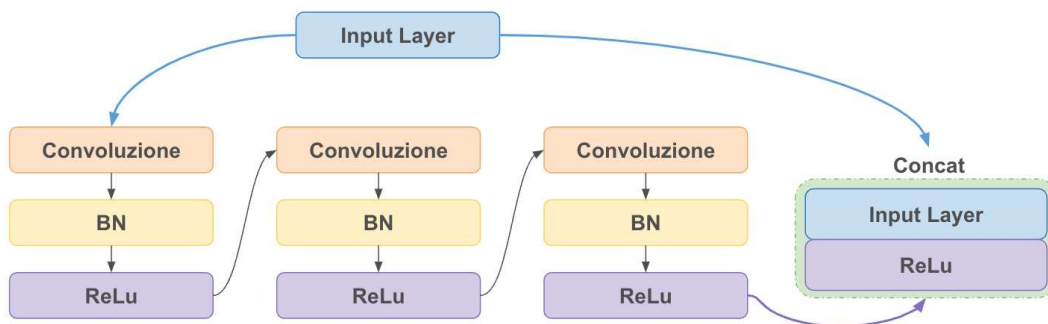 Input Layer
Convoluzione
BN
ReLu
Convoluzione
BN
ReLu
Convoluzione
BN
ReLu
Concat
Input Layer
ReLu